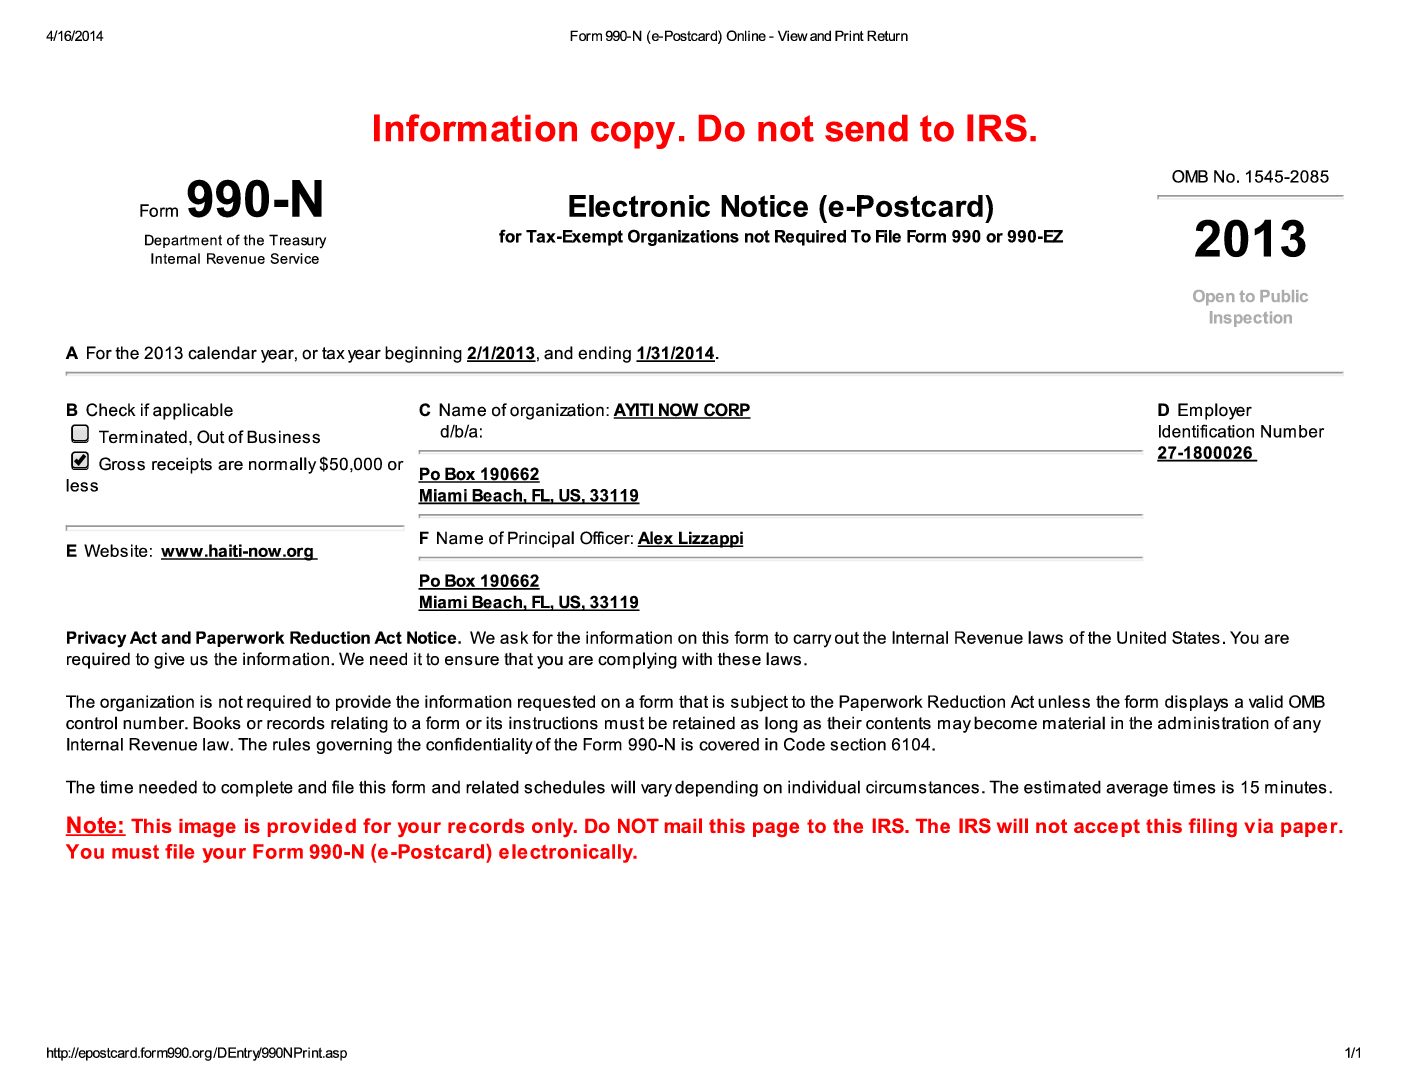 4/16/2014
Form 990-N (e-Postcard) Online - View and Print Return
Information copy. Do not send to IRS.
Form 990-N
Department of the Treasury
Internal Revenue Service
Electronic Notice (e-Postcard)
for Tax-Exempt Organizations not Required To File Form 990 or 990-EZ
OMB No. 1545-2085
2013
Open to Public
Inspection
A For the 2013 calendar year, or tax year beginning 2/1/2013, and ending 1/31/2014.
B Check if applicable
Terminated, Out of Business
Gross receipts are normally $50,000 or
less
E Website: www.haiti-now.org
C Name of organization: AYITI NOW CORP
d/b/a:
Po Box 190662
Miami Beach, FL, US, 33119
F Name of Principal Officer: Alex Lizzappi
Po Box 190662
Miami Beach, FL, US, 33119
D Employer
Identification Number
27-1800026
Privacy Act and Paperwork Reduction Act Notice. We ask for the information on this form to carry out the Internal Revenue laws of the United States. You are
required to give us the information. We need it to ensure that you are complying with these laws.
The organization is not required to provide the information requested on a form that is subject to the Paperwork Reduction Act unless the form displays a valid OMB
control number. Books or records relating to a form or its instructions must be retained as long as their contents may become material in the administration of any
Internal Revenue law. The rules governing the confidentiality of the Form 990-N is covered in Code section 6104.
The time needed to complete and file this form and related schedules will vary depending on individual circumstances. The estimated average times is 15 minutes.
Note: This image is provided for your records only. Do NOT mail this page to the IRS. The IRS will not accept this filing via paper.
You must file your Form 990-N (e-Postcard) electronically.
http://epostcard.form990.org/DEntry/990NPrint.asp
1/1